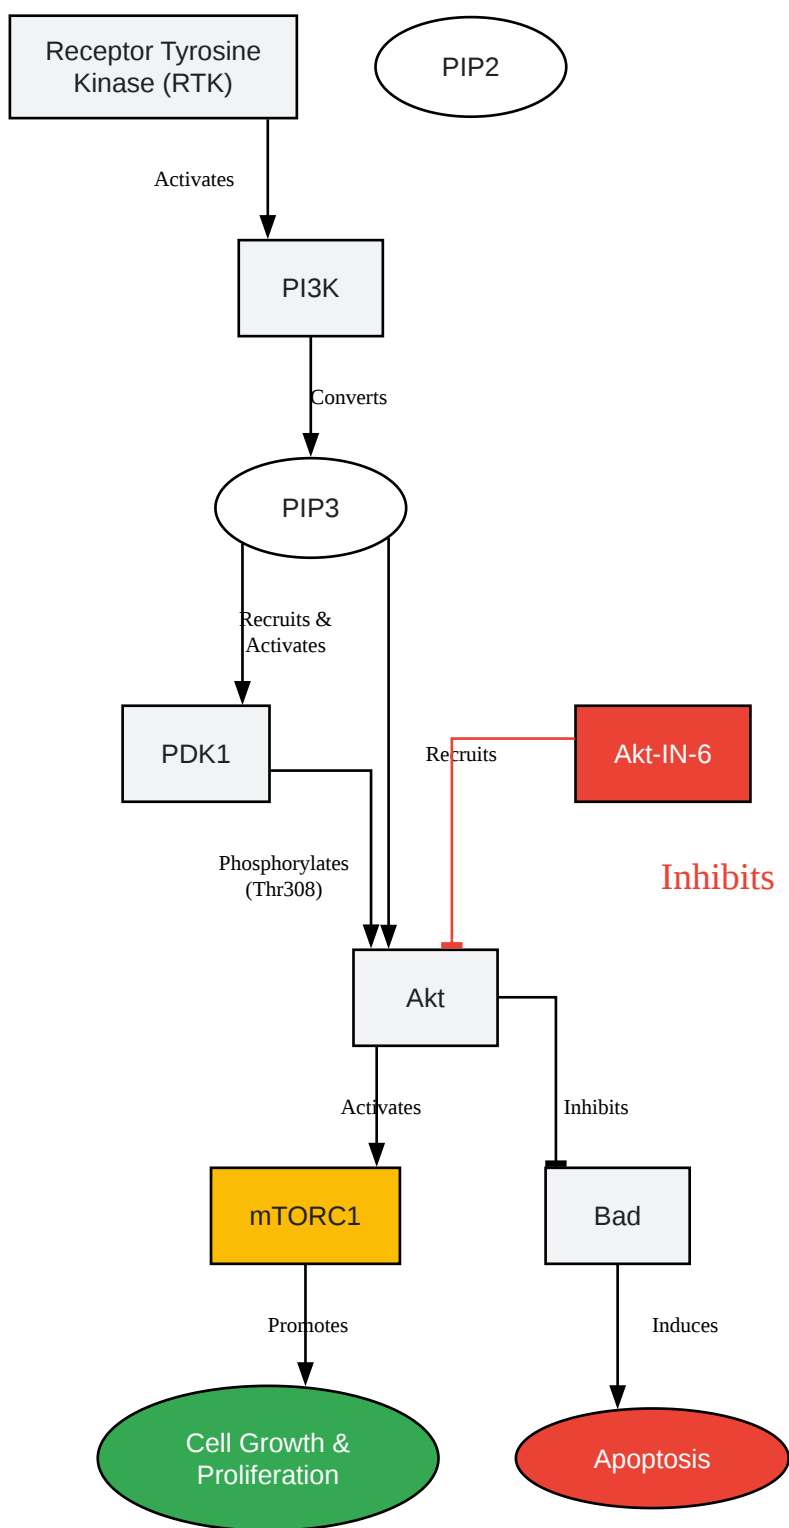 Receptor Tyrosine
Kinase (RTK)
PIP2
Activates
PI3K
Converts
PIP3
Recruits &
Activates
PDK1
Recruits
Akt-IN-6
Phosphorylates
(Thr308)
Inhibits
Akt
Activates
Inhibits
mTORC1
Bad
Promotes
Induces
Cell Growth &
Proliferation
Apoptosis